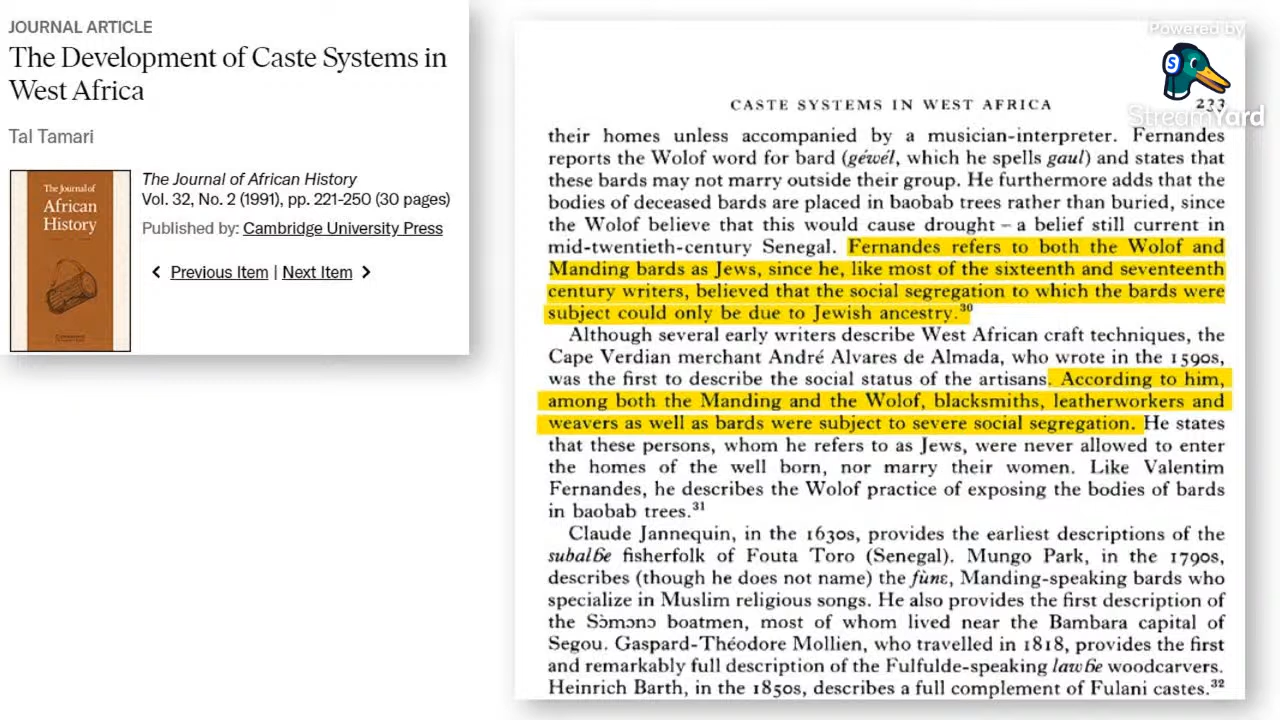 JOURNAL ARTICLE
The Development of Caste Systems in
West Africa
Tal Tamari
The Journal of
African
History
The Journal of African History
Vol. 32, No. 2 (1991), pp. 221-250 (30 pages)
Published by: Cambridge University Press
Previous Item | Next Item
Powered by
S
StreamYard
CASTE SYSTEMS IN WEST AFRICA 223
their homes unless accompanied by a musician-interpreter. Fernandes
reports the Wolof word for bard (géwél, which he spells gaul) and states that
these bards may not marry outside their group. He furthermore adds that the
bodies of deceased bards are placed in baobab trees rather than buried, since
the Wolof believe that this would cause drought – a belief still current in
mid-twentieth-century Senegal. Fernandes refers to both the Wolof and
Manding bards as Jews, since he, like most of the sixteenth and seventeenth
century writers, believed that the social segregation to which the bards were
subject could only be due to Jewish ancestry.³⁰
Although several early writers describe West African craft techniques, the
Cape Verdian merchant André Alvares de Almada, who wrote in the 1590s,
was the first to describe the social status of the artisans. According to him,
among both the Manding and the Wolof, blacksmiths, leatherworkers and
weavers as well as bards were subject to severe social segregation. He states
that these persons, whom he refers to as Jews, were never allowed to enter
the homes of the well born, nor marry their women. Like Valentim
Fernandes, he describes the Wolof practice of exposing the bodies of bards
in baobab trees.³¹
Claude Jannequin, in the 1630s, provides the earliest descriptions of the
subalɓe fisherfolk of Fouta Toro (Senegal). Mungo Park, in the 1790s,
describes (though he does not name) the fùnɛ, Manding-speaking bards who
specialize in Muslim religious songs. He also provides the first description of
the Sòmɔnɔ boatmen, most of whom lived near the Bambara capital of
Segou. Gaspard-Théodore Mollien, who travelled in 1818, provides the first
and remarkably full description of the Fulfulde-speaking lawɓe woodcarvers.
Heinrich Barth, in the 1850s, describes a full complement of Fulani castes.³²